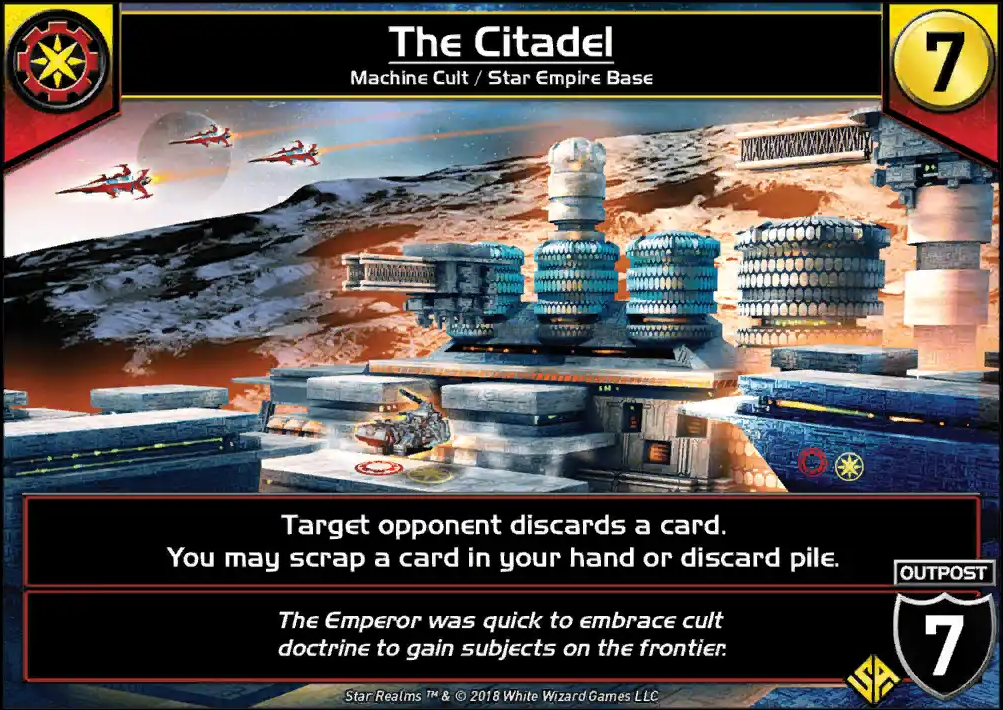 The Citadel
Machine Cult / Star Empire Base
7
Target opponent discards a card.
You may scrap a card in your hand or discard pile.
OUTPOST
The Emperor was quick to embrace cult
doctrine to gain subjects on the frontier.
7
Star Realms ™ & © 2018 White Wizard Games LLC